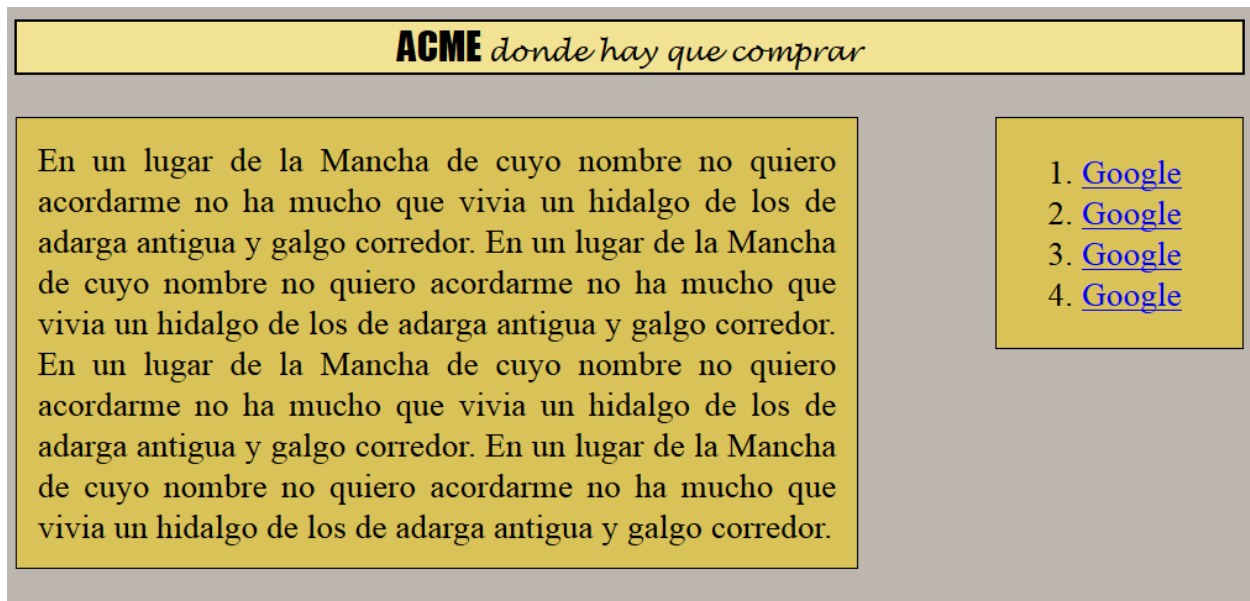 ACME donde hay que comprar
En un lugar de la Mancha de cuyo nombre no quiero
acordarme no ha mucho que vivia un hidalgo de los de
adarga antigua y galgo corredor. En un lugar de la Mancha
de cuyo nombre no quiero acordarme no ha mucho que
vivia un hidalgo de los de adarga antigua y galgo corredor.
En un lugar de la Mancha de cuyo nombre no quiero
acordarme no ha mucho que vivia un hidalgo de los de
adarga antigua y galgo corredor. En un lugar de la Mancha
de cuyo nombre no quiero acordarme no ha mucho que
vivia un hidalgo de los de adarga antigua y galgo corredor.
1. Google
2. Google
3. Google
4. Google